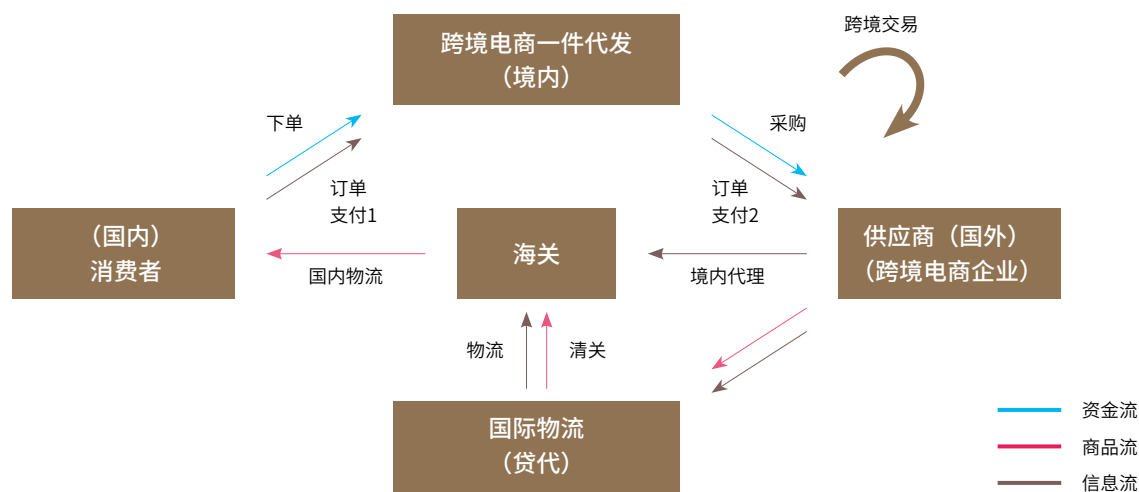 跨境交易
跨境电商一件代发
（境内）
下单
采购
订单
支付1
订单
支付2
（国内）
消费者
海关
供应商（国外）
（跨境电商企业）
国内物流
境内代理
物流
清关
国际物流
（贷代）
资金流
商品流
信息流